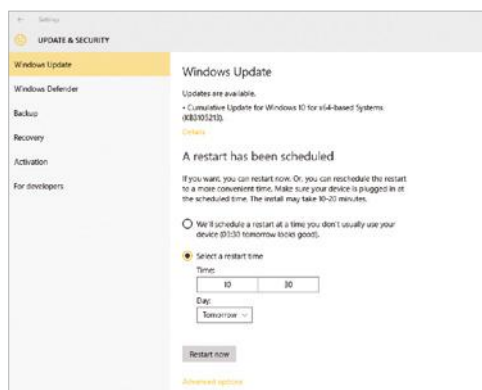 Settings
UPDATE & SECURITY
Windows Update
Windows Defender
Backup
Recovery
Activation
For developers
Windows Update
Updates are available.
• Cumulative Update for Windows 10 for x64-based Systems
(KB3105213).
Details
A restart has been scheduled
If you want, you can restart now. Or, you can reschedule the restart
to a more convenient time. Make sure your device is plugged in at
the scheduled time. The install may take 10-20 minutes.
We'll schedule a restart at a time you don't usually use your
device (03:30 tomorrow looks good).
Select a restart time
Time:
10 30
Day:
Tomorrow
Restart now
Advanced options